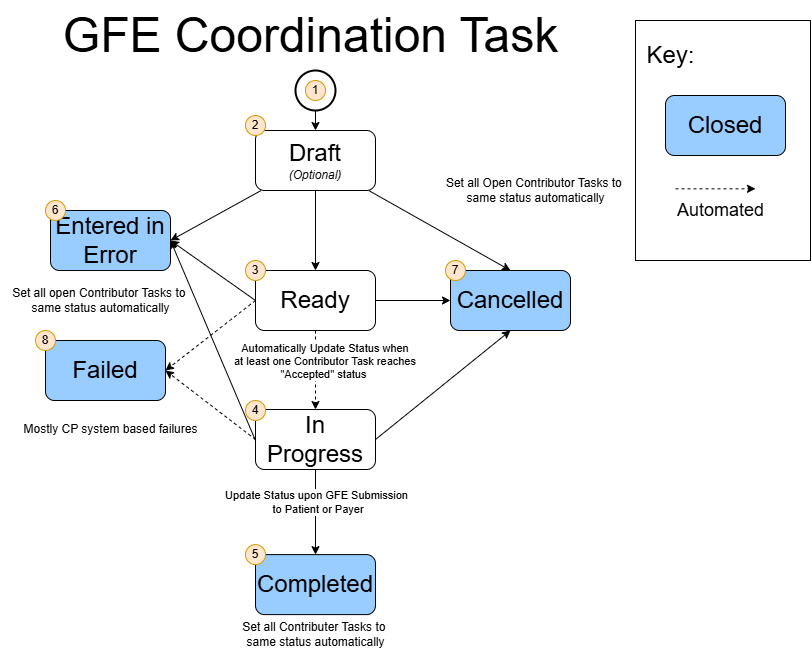 GFE Coordination Task
Key:
Closed
Automated
1
2
Draft
(Optional)
Set all Open Contributor Tasks to
same status automatically
6
Entered in
Error
Set all open Contributor Tasks to
same status automatically
3
Ready
7
Cancelled
Automatically Update Status when
at least one Contributor Task reaches
"Accepted" status
8
Failed
Mostly CP system based failures
4
In
Progress
Update Status upon GFE Submission
to Patient or Payer
5
Completed
Set all Contributer Tasks to
same status automatically